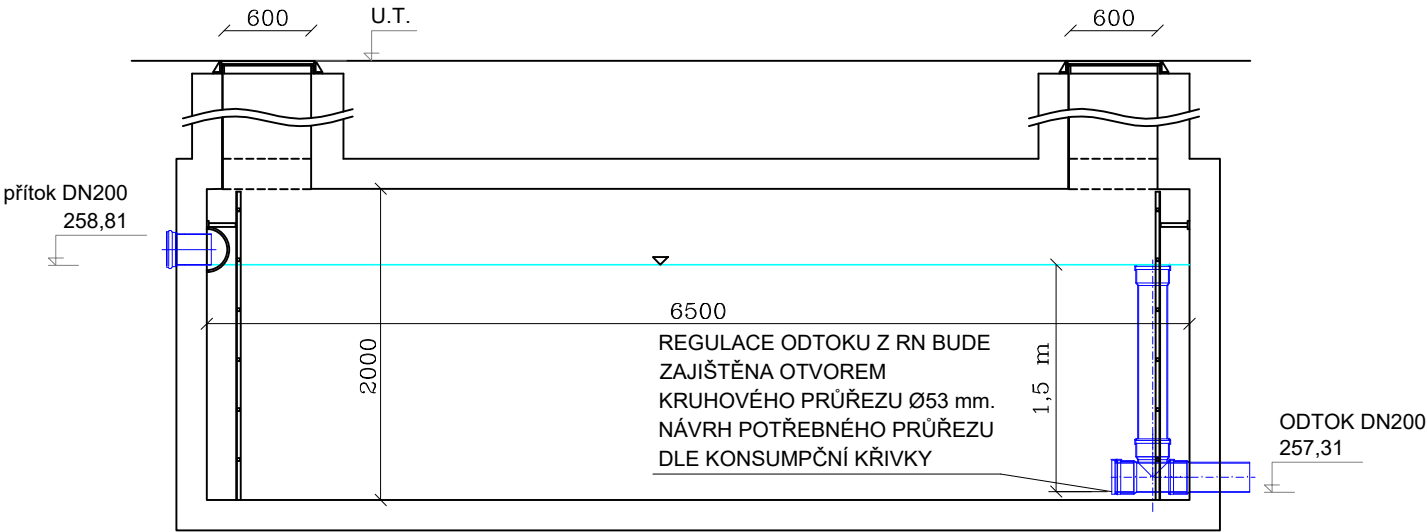 600
U.T.
600
přítok DN200
258,81
6500
2000
REGULACE ODTOKU Z RN BUDE
ZAJIŠTĚNA OTVOREM
KRUHOVÉHO PRŮŘEZU Ø53 mm.
NÁVRH POTŘEBNÉHO PRŮŘEZU
DLE KONSUMPČNÍ KŘIVKY
1,5 m
ODTOK DN200
257,31